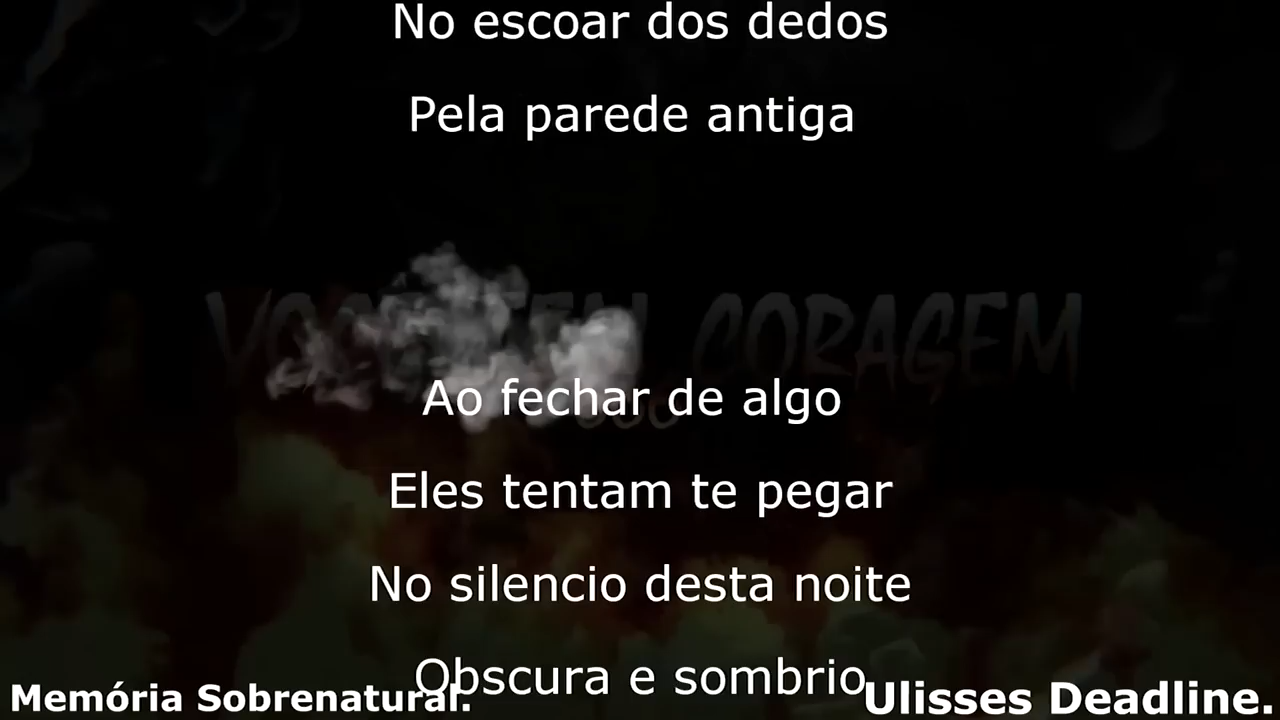 No escoar dos dedos
Pela parede antiga
VOCÊ TEM CORAGEM
Ao fechar de algo
Eles tentam te pegar
No silencio desta noite
Obscura e sombrio
Memória Sobrenatural.
Ulisses Deadline.